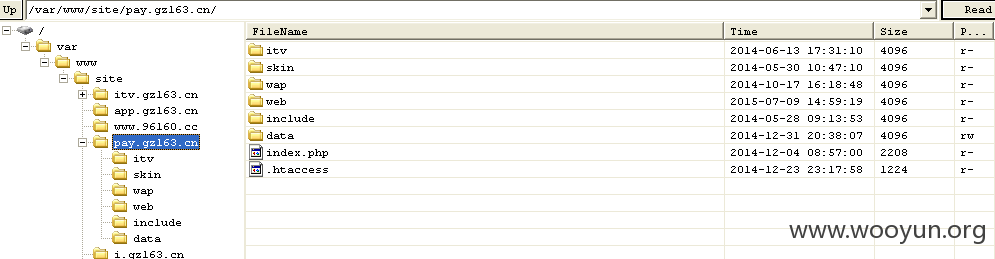 Up /var/www/site/pay.gz163.cn/ Read
/
var
www
site
itv.gz163.cn
app.gz163.cn
www.96160.cc
pay.gz163.cn
itv
skin
wap
web
include
data
i.gz163.cn
FileName Time Size P...
itv 2014-06-13 17:31:10 4096 r-
skin 2014-05-30 10:47:10 4096 r-
wap 2014-10-17 16:18:48 4096 r-
web 2015-07-09 14:59:19 4096 r-
include 2014-05-28 09:13:53 4096 r-
data 2014-12-31 20:38:07 4096 rw
index.php 2014-12-04 08:57:00 2208 r-
.htaccess 2014-12-23 23:17:58 1224 r-
www.wooyun.org